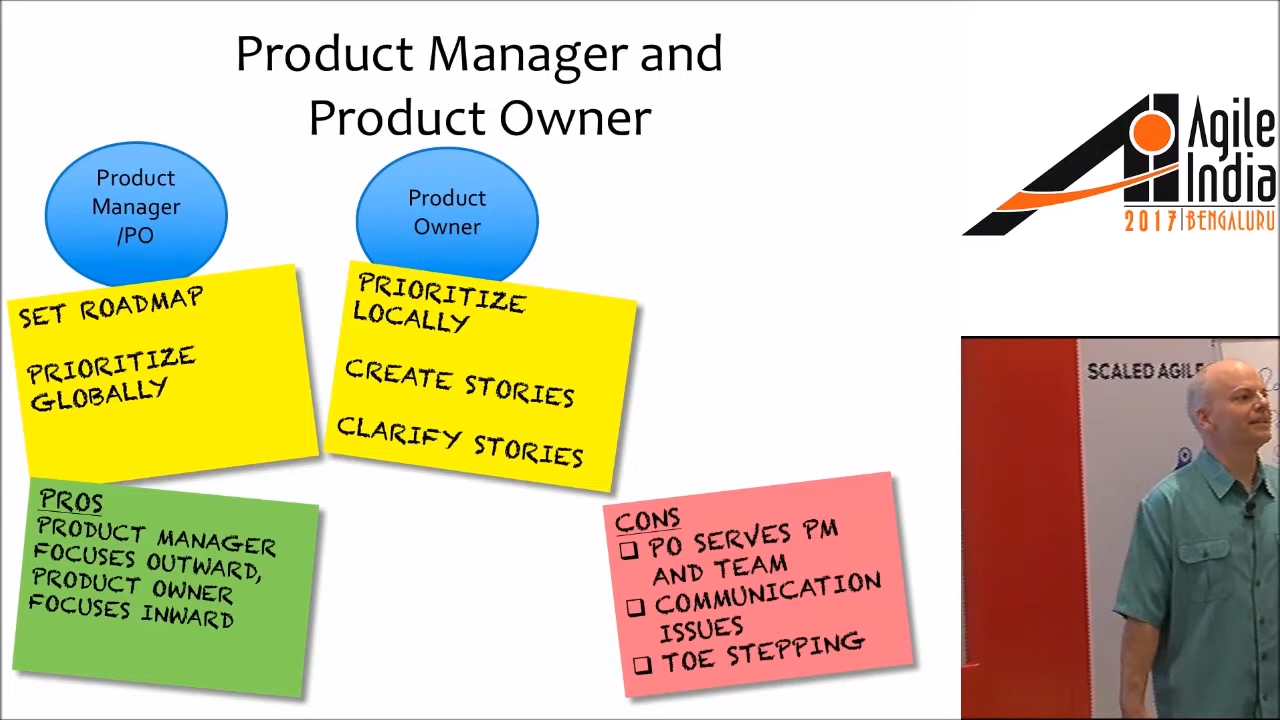 Product Manager and
Product Owner
Product
Manager
/PO
Product
Owner
SET ROADMAP
PRIORITIZE
GLOBALLY
PRIORITIZE
LOCALLY
CREATE STORIES
CLARIFY STORIES
PROS
PRODUCT MANAGER
FOCUSES OUTWARD,
PRODUCT OWNER
FOCUSES INWARD
CONS
❑ PO SERVES PM
AND TEAM
❑ COMMUNICATION
ISSUES
❑ TOE STEPPING
Agile
India
2017|BENGALURU
SCALED AGILE